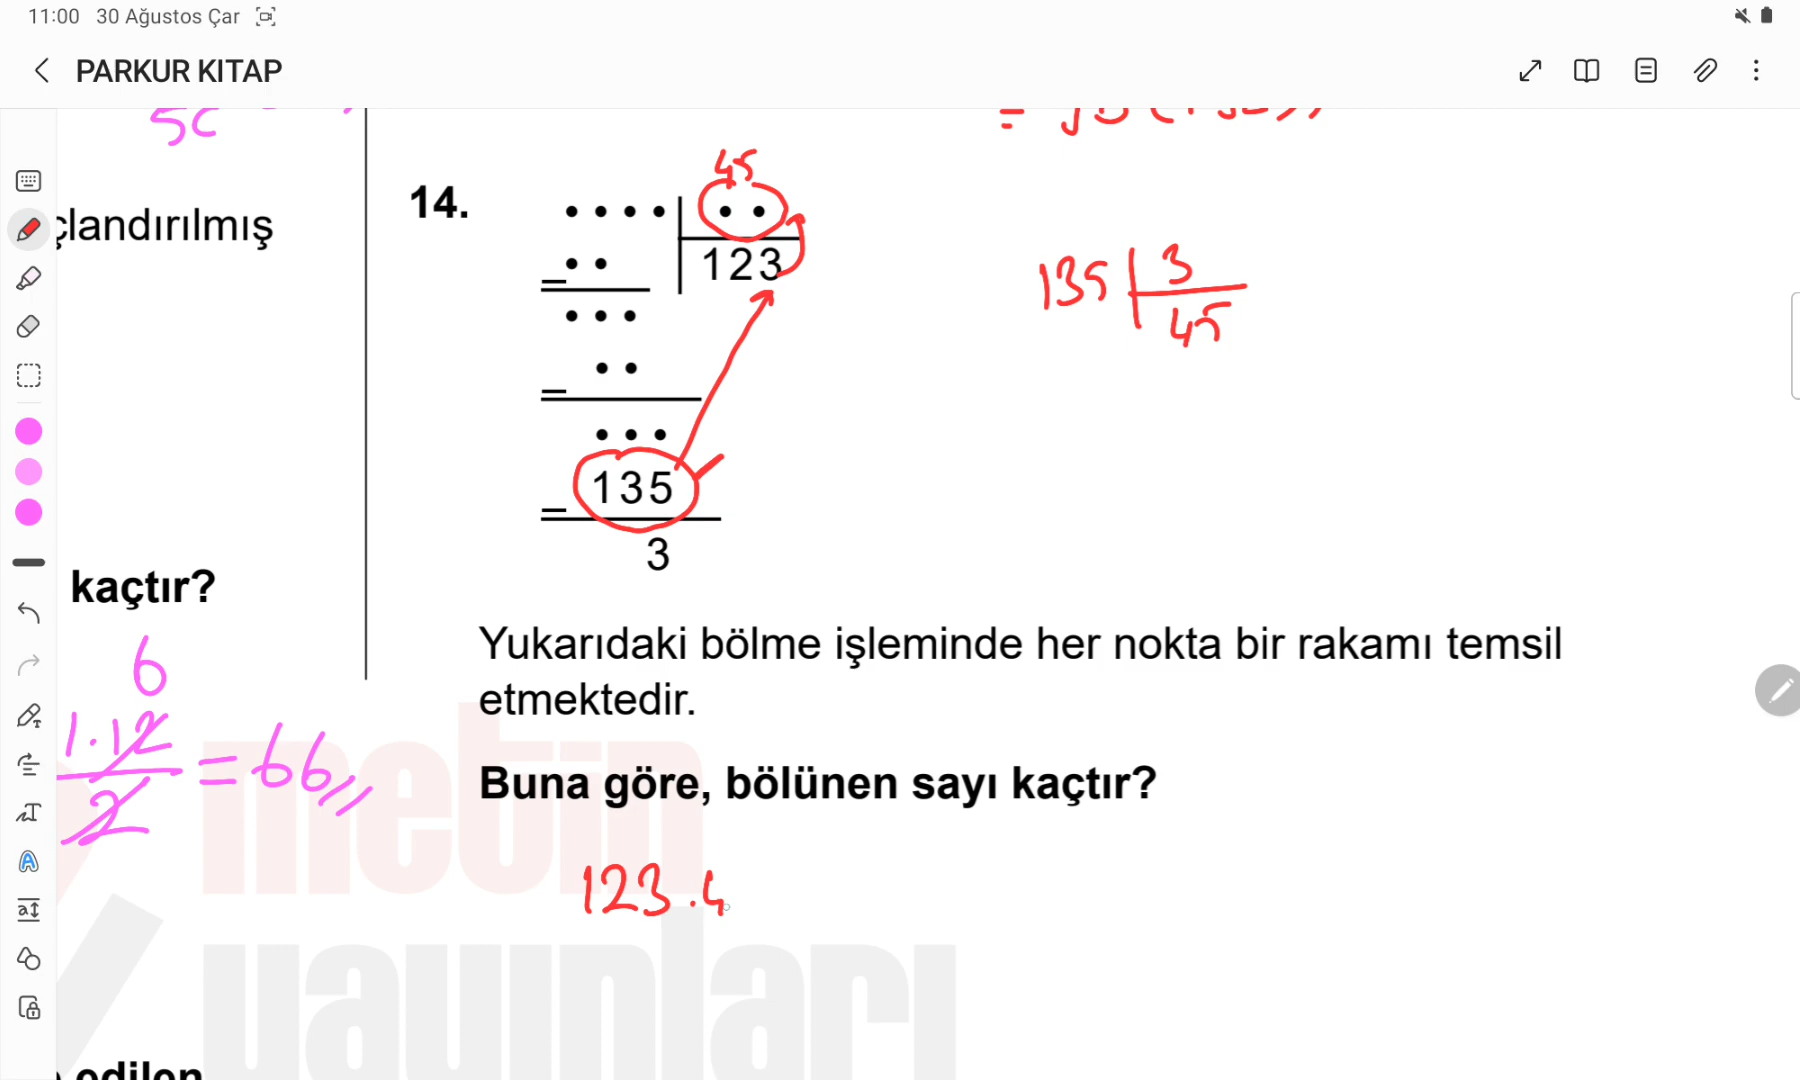 11:00 30 Ağustos Çar
PARKUR KİTAP
çlandırılmış
kaçtır?
6
1.12
2
= 66,,
edilen
14.
45
123
135
3
135 3
45
Yukarıdaki bölme işleminde her nokta bir rakamı temsil
etmektedir.
Buna göre, bölünen sayı kaçtır?
123.4
metin
yayınları